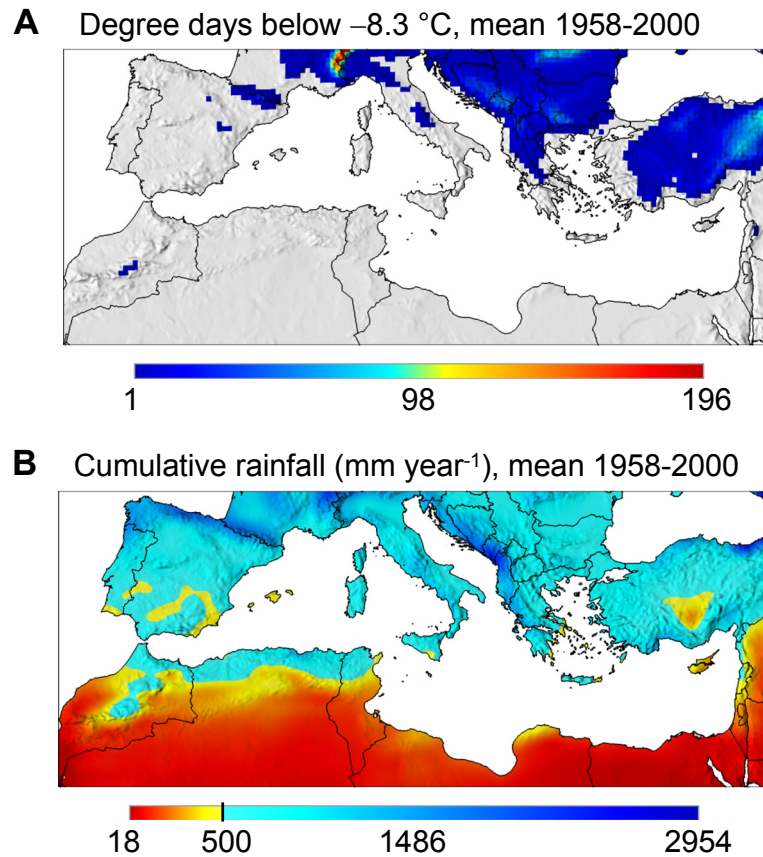 A Degree days below –8.3 °C, mean 1958-2000
1 98 196
B Cumulative rainfall (mm year⁻¹), mean 1958-2000
18 500 1486 2954